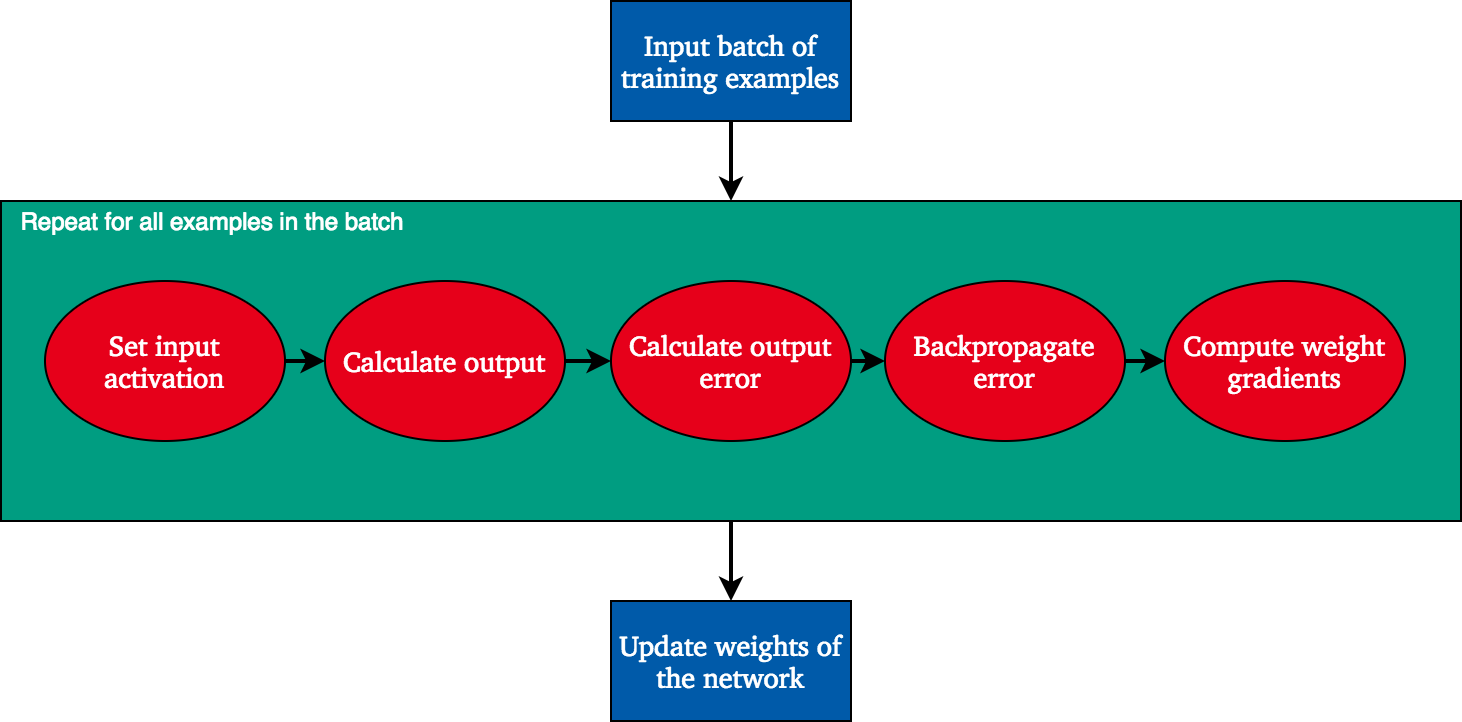 Input batch of
training examples
Repeat for all examples in the batch
Set input
activation
Calculate output
Calculate output
error
Backpropagate
error
Compute weight
gradients
Update weights of
the network